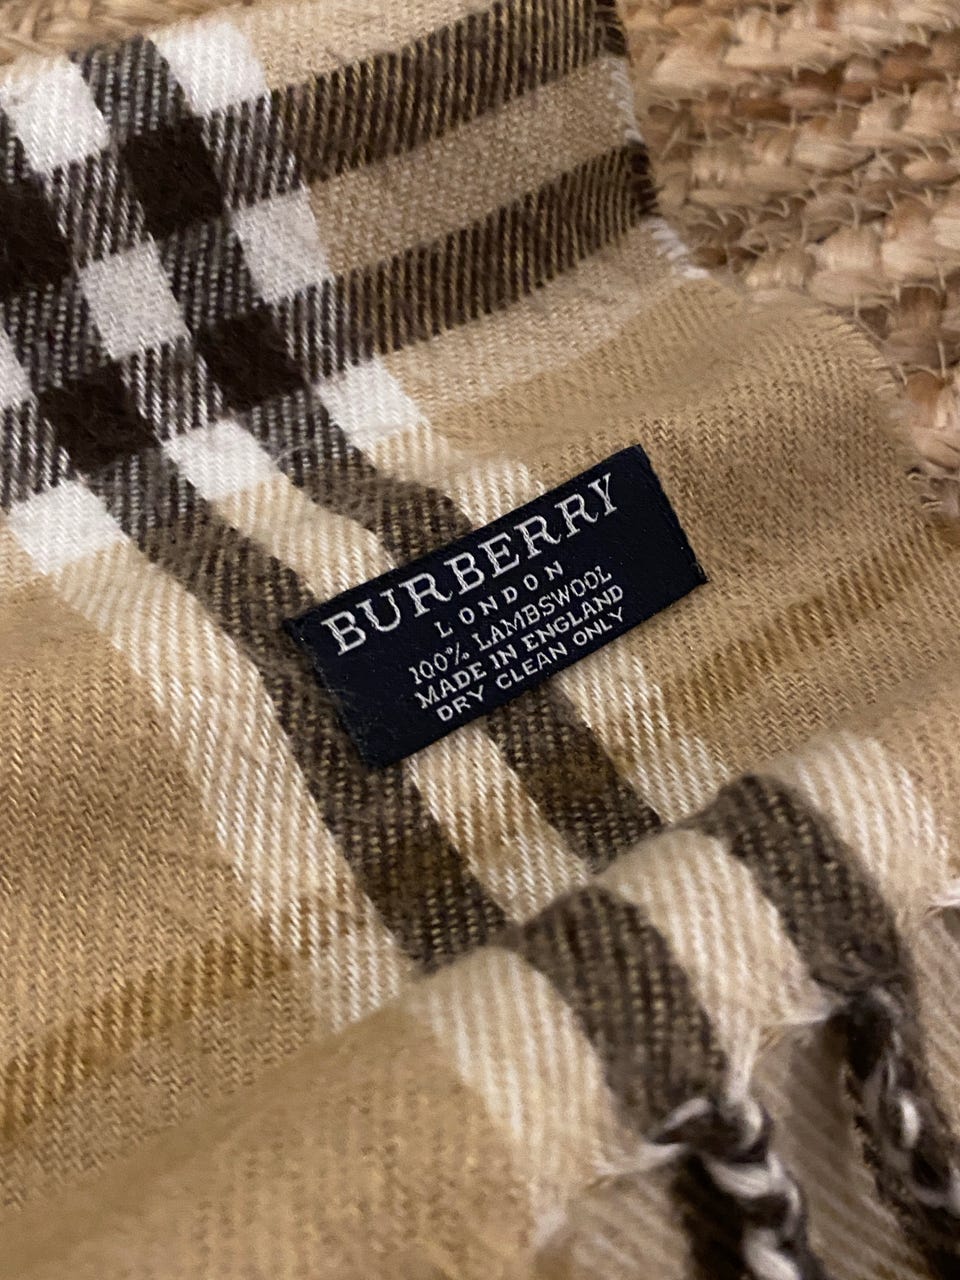 BURBERRY
LONDON
100% LAMBSWOOL
MADE IN ENGLAND
DRY CLEAN ONLY